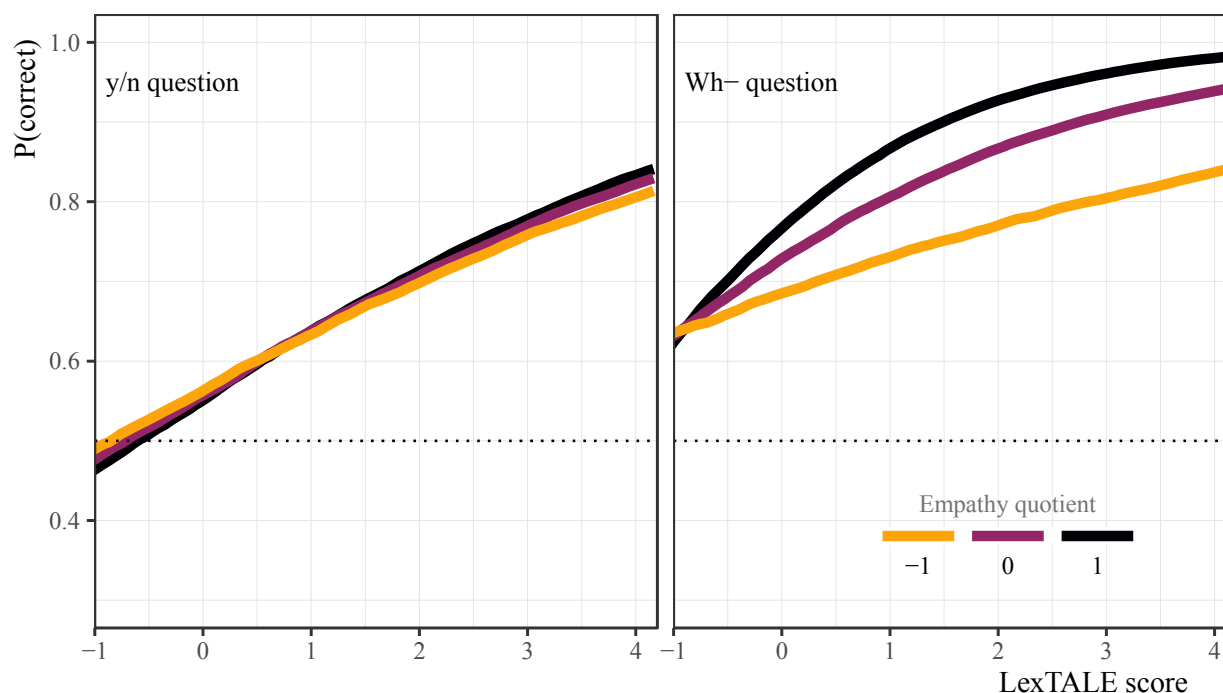 P(correct)
1.0
0.8
0.6
0.4
y/n question
Wh− question
Empathy quotient
−1 0 1
−1 0 1 2 3 4
−1 0 1 2 3 4
LexTALE score